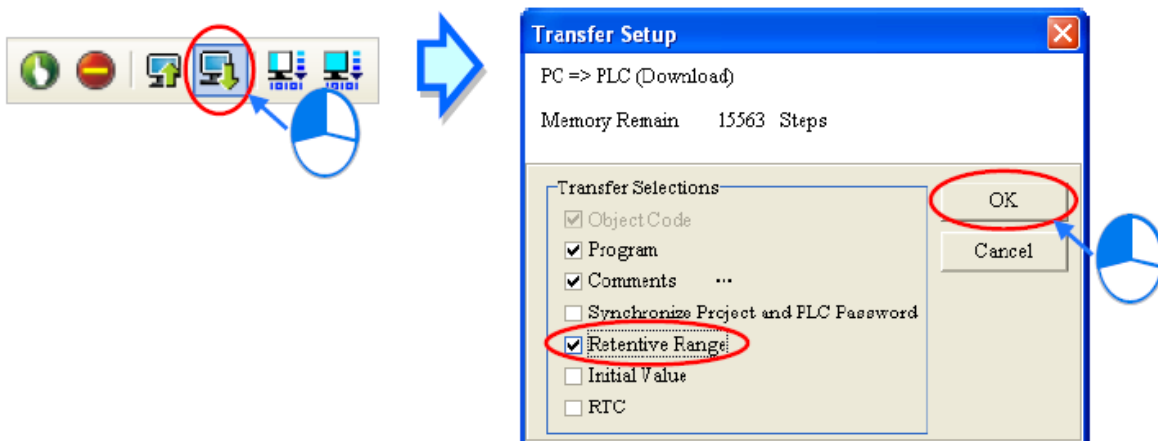 Transfer Setup
PC => PLC (Download)
Memory Remain 15563 Steps
Transfer Selections
Object Code
Program
Comments ...
Synchronize Project and PLC Password
Retentive Range
Initial Value
RTC
OK
Cancel